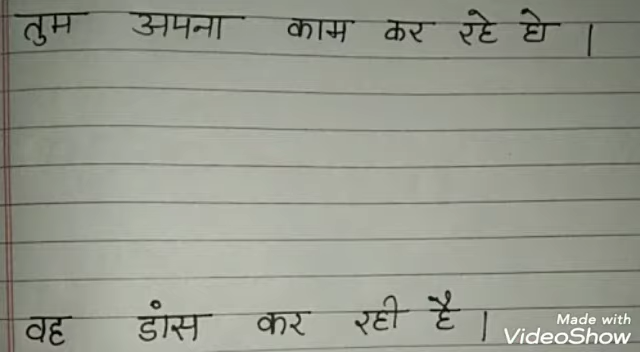 तुम अपना काम कर रहे हो ।
वह डांस कर रही है ।
Made with
VideoShow